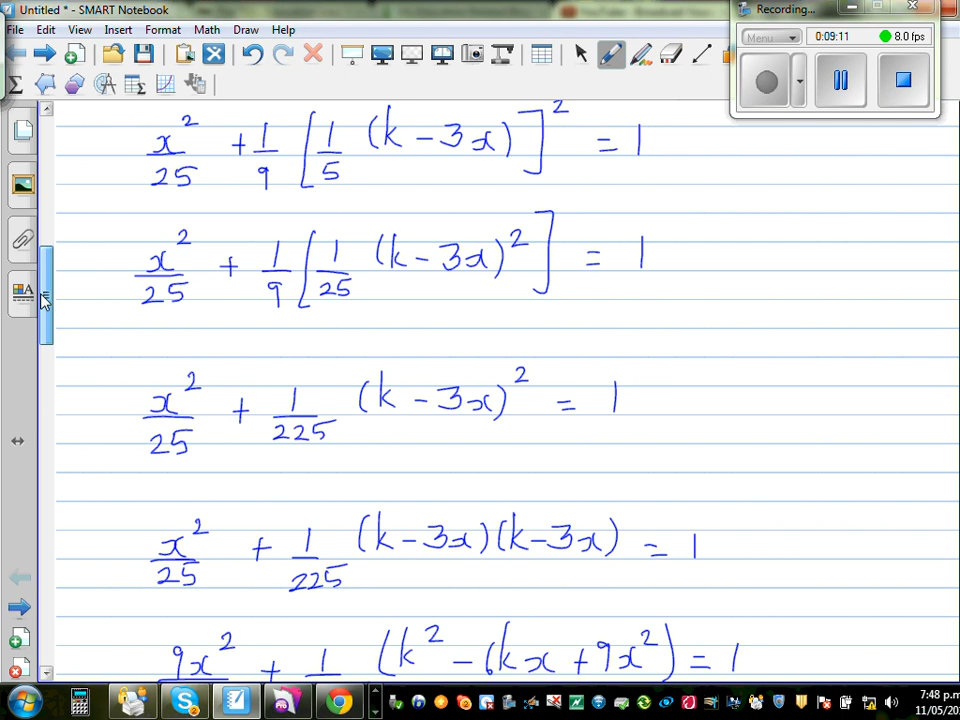 Untitled * - SMART Notebook
Recording...
File Edit View Insert Format Math Draw Help
Menu 0:09:11 8.0 fps
x²/25 + 1/9 [1/5 (k - 3x)]² = 1
x²/25 + 1/9 [1/25 (k - 3x)²] = 1
x²/25 + 1/225 (k - 3x)² = 1
x²/25 + 1/225 (k - 3x)(k - 3x) = 1
9x² + 1 (k² - 6kx + 9x²) = 1
7:48 p.m
11/05/201